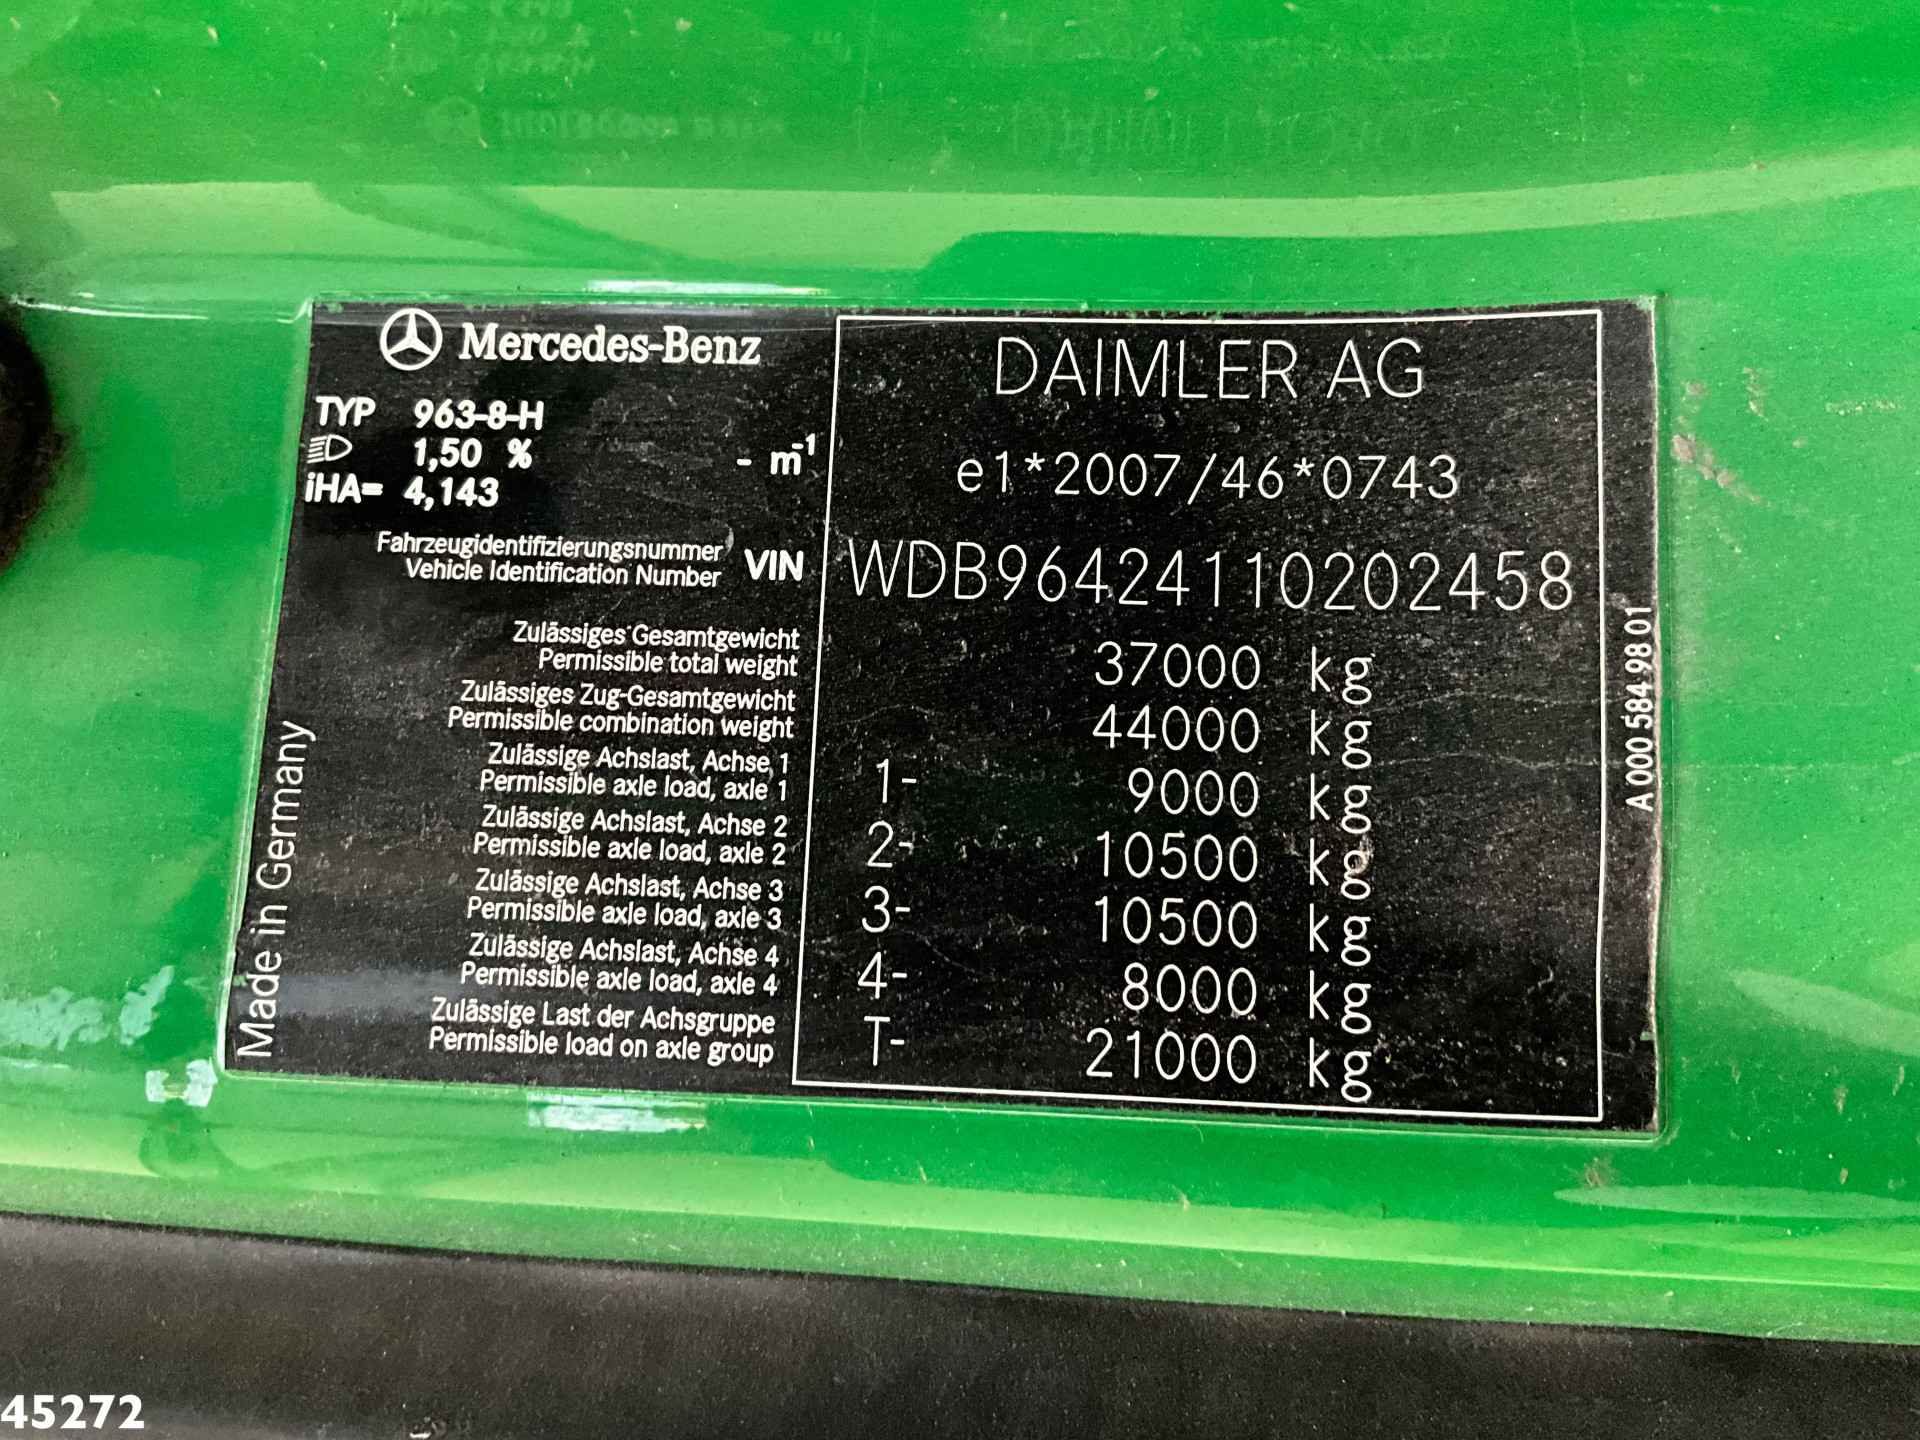 Mercedes-Benz
TYP 963-8-H
1,50 % - m-1
iHA= 4,143
DAIMLER AG
e1*2007/46*0743
Fahrzeugidentifizierungsnummer
Vehicle Identification Number VIN WDB96424110202458
Zulässiges Gesamtgewicht
Permissible total weight 37000 kg
Zulässiges Zug-Gesamtgewicht
Permissible combination weight 44000 kg
Zulässige Achslast, Achse 1
Permissible axle load, axle 1 1- 9000 kg
Zulässige Achslast, Achse 2
Permissible axle load, axle 2 2- 10500 kg
Zulässige Achslast, Achse 3
Permissible axle load, axle 3 3- 10500 kg
Zulässige Achslast, Achse 4
Permissible axle load, axle 4 4- 8000 kg
Zulässige Last der Achsgruppe
Permissible load on axle group T- 21000 kg
Made in Germany
A 000 584 98 01
45272